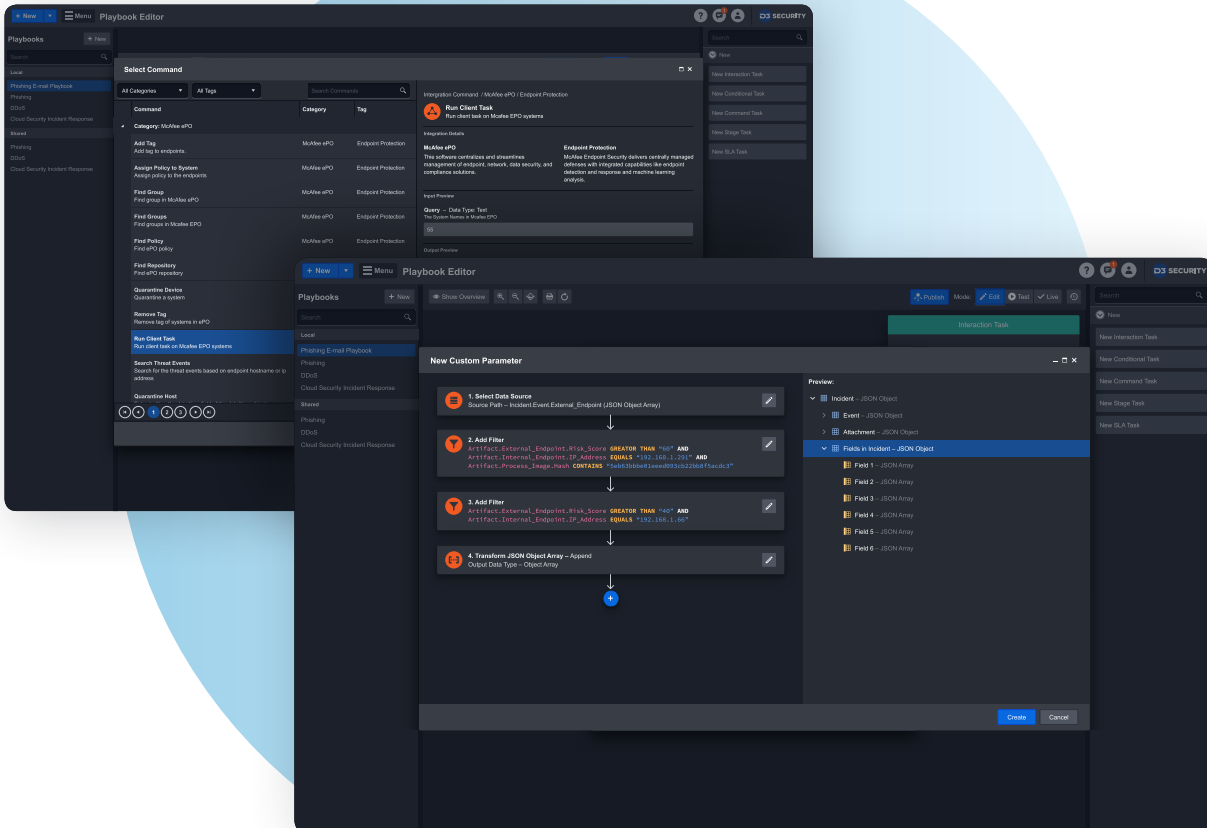 + New
Menu
Playbook Editor
D3 SECURITY
Playbooks
+ New
Search
Local
Phishing E-mail Playbook
Phishing
DDoS
Cloud Security Incident Response
Shared
Phishing
DDoS
Cloud Security Incident Response
Search
New
New Interaction Task
New Conditional Task
New Command Task
New Stage Task
New SLA Task
Select Command
All Categories
All Tags
Search Commands
Command Category Tag
Category: McAfee ePO
Add Tag McAfee ePO Endpoint Protection
Add tag to endpoints.
Assign Policy to System McAfee ePO Endpoint Protection
Assign policy to the endpoints
Find Group McAfee ePO Endpoint Protection
Find group in McAfee ePO
Find Groups McAfee ePO Endpoint Protection
Find groups in Mcafee EPO
Find Policy McAfee ePO Endpoint Protection
Find ePO policy
Find Repository
Find ePO repository
Quarantine Device
Quarantine a system
Remove Tag
Remove tag of systems in ePO
Run Client Task
Run client task on Mcafee EPO systems
Search Threat Events
Search for the threat events based on endpoint hostname or ip
address
Quarantine Host
1 2 3
Intergration Command / McAfee ePO / Endpoint Protection
Run Client Task
Run client task on Mcafee EPO systems
Integration Details
McAfee ePO
This software centralizes and streamlines
management of endpoint, network, data security, and
compliance solutions.
Endpoint Protection
McAfee Endpoint Security delivers centrally managed
defenses with integrated capabilities like endpoint
detection and response and machine learning
analysis.
Input Preview
Query – Data Type: Text
The System Names in Mcafee EPO
55
Output Preview
+ New
Menu
Playbook Editor
1
D3 SECURITY
Playbooks
+ New
Search
Local
Phishing E-mail Playbook
Phishing
DDoS
Cloud Security Incident Response
Shared
Phishing
DDoS
Cloud Security Incident Response
Show Overview
Publish
Mode:
Edit
Test
Live
Interaction Task
Search
New
New Interaction Task
New Conditional Task
New Command Task
New Stage Task
New SLA Task
New Custom Parameter
1. Select Data Source
Source Path – Incident.Event.External_Endpoint (JSON Object Array)
2. Add Filter
Artifact.External_Endpoint.Risk_Score GREATOR THAN "60" AND
Artifact.Internal_Endpoint.IP_Address EQUALS "192.168.1.291" AND
Artifact.Process_Image.Hash CONTAINS "5eb63bbbe01eeed093cb22bb8f5acdc3"
3. Add Filter
Artifact.External_Endpoint.Risk_Score GREATOR THAN "40" AND
Artifact.Internal_Endpoint.IP_Address EQUALS "192.168.1.66"
4. Transform JSON Object Array – Append
Output Data Type – Object Array
Preview:
Incident – JSON Object
Event – JSON Object
Attachment – JSON Object
Fields in Incident – JSON Object
Field 1 – JSON Array
Field 2 – JSON Array
Field 3 – JSON Array
Field 4 – JSON Array
Field 5 – JSON Array
Field 6 – JSON Array
Create
Cancel